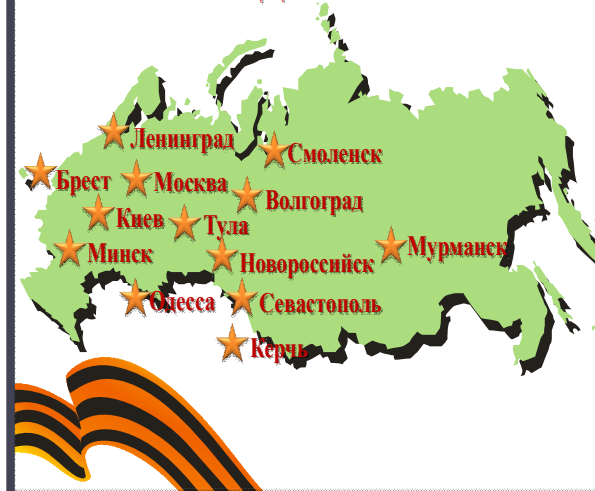 Ленинград
Смоленск
Брест
Москва
Волгоград
Киев
Тула
Минск
Мурманск
Новороссийск
Одесса
Севастополь
Керчь